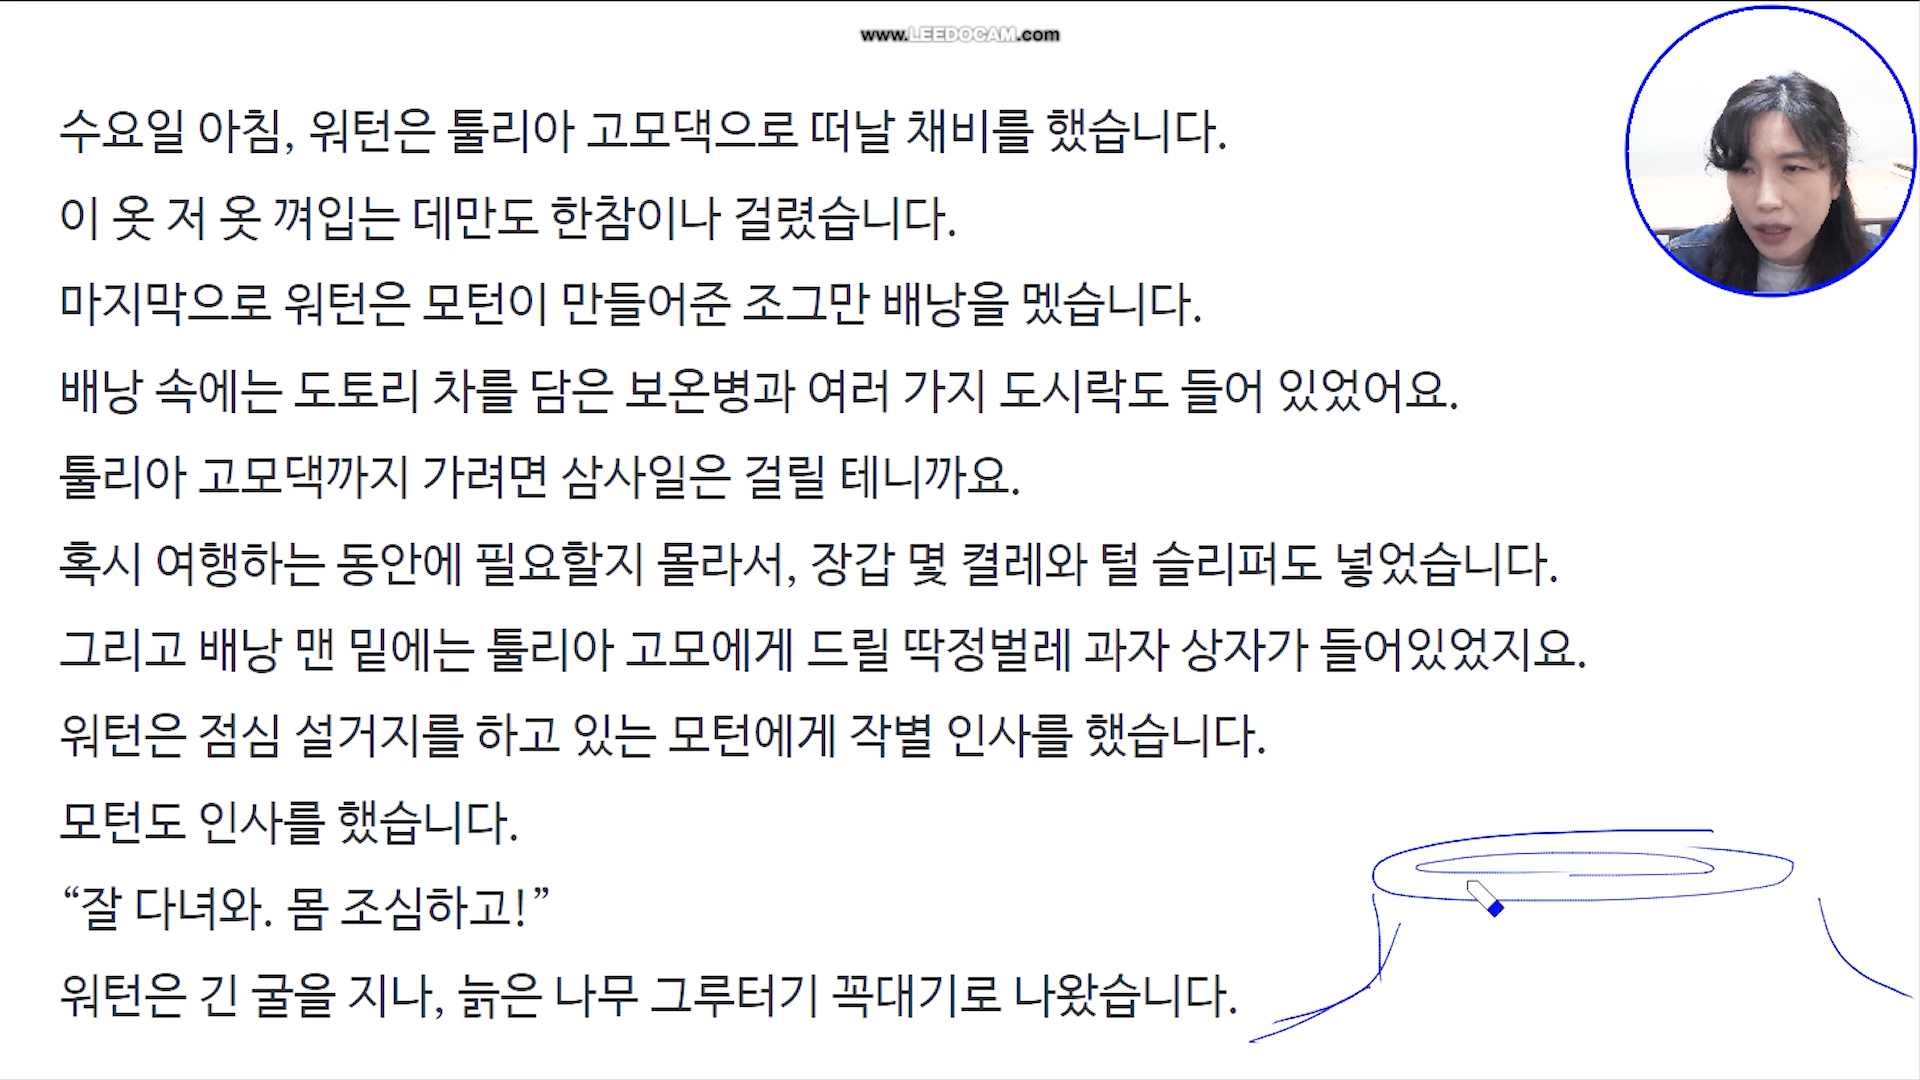 www.LEEDOCAM.com
수요일 아침, 워턴은 툴리아 고모댁으로 떠날 채비를 했습니다.
이 옷 저 옷 껴입는 데만도 한참이나 걸렸습니다.
마지막으로 워턴은 모턴이 만들어준 조그만 배낭을 멨습니다.
배낭 속에는 도토리 차를 담은 보온병과 여러 가지 도시락도 들어 있었어요.
툴리아 고모댁까지 가려면 삼사일은 걸릴 테니까요.
혹시 여행하는 동안에 필요할지 몰라서, 장갑 몇 켤레와 털 슬리퍼도 넣었습니다.
그리고 배낭 맨 밑에는 툴리아 고모에게 드릴 딱정벌레 과자 상자가 들어있었지요.
워턴은 점심 설거지를 하고 있는 모턴에게 작별 인사를 했습니다.
모턴도 인사를 했습니다.
“잘 다녀와. 몸 조심하고!”
워턴은 긴 굴을 지나, 늙은 나무 그루터기 꼭대기로 나왔습니다.